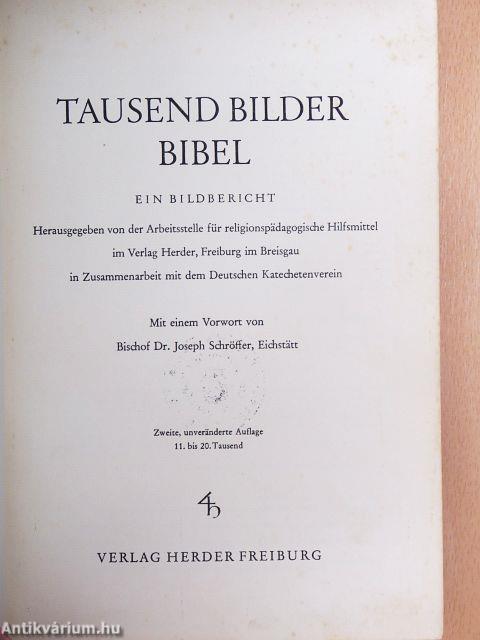 TAUSEND BILDER
BIBEL
EIN BILDBERICHT
Herausgegeben von der Arbeitsstelle für religionspädagogische Hilfsmittel
im Verlag Herder, Freiburg im Breisgau
in Zusammenarbeit mit dem Deutschen Katechetenverein
Mit einem Vorwort von
Bischof Dr. Joseph Schröffer, Eichstätt
Zweite, unveränderte Auflage
11. bis 20. Tausend
VERLAG HERDER FREIBURG
Antikvárium.hu